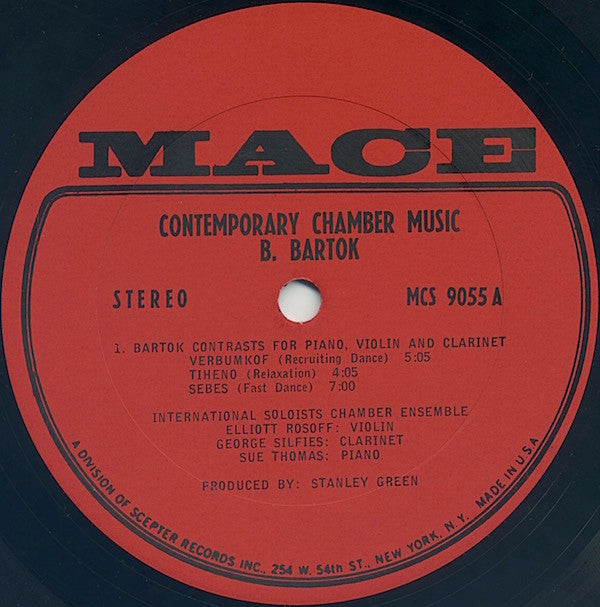 MACE
CONTEMPORARY CHAMBER MUSIC
B. BARTOK
STEREO
MCS 9055 A
1. BARTOK CONTRASTS FOR PIANO, VIOLIN AND CLARINET
VERBUMKOF (Recruiting Dance) 5:05
TIHENO (Relaxation) 4:05
SEBES (Fast Dance) 7:00
INTERNATIONAL SOLOISTS CHAMBER ENSEMBLE
ELLIOTT ROSOFF: VIOLIN
GEORGE SILFIES: CLARINET
SUE THOMAS: PIANO
PRODUCED BY: STANLEY GREEN
A DIVISION OF SCEPTER RECORDS INC., 254 W. 54th ST., NEW YORK, N.Y. MADE IN U.S.A